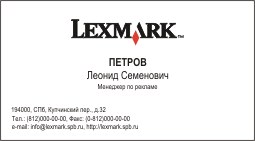 LEXMARK™
ПЕТРОВ
Леонид Семенович
Менеджер по рекламе
194000, СПб, Купчинский пер., д.32
Тел.: (812)000-00-00, Факс: (0-812)000-00-00
e-mail: info@lexmark.spb.ru, http://lexmark.spb.ru